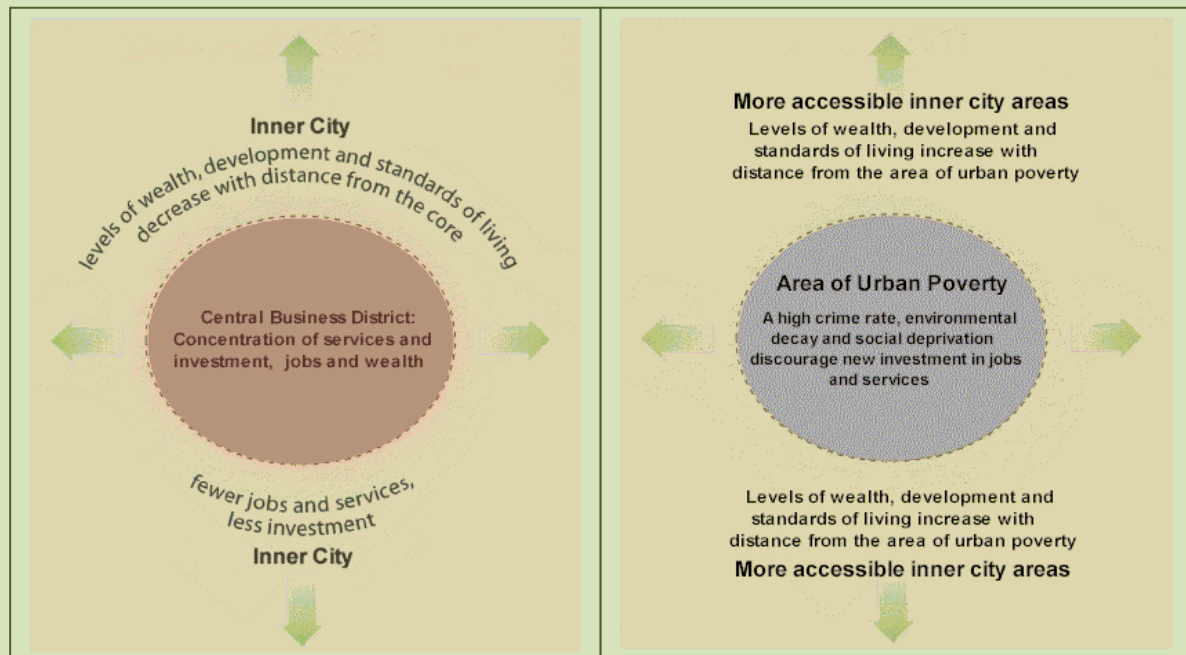 Inner City
levels of wealth, development and standards of living
decrease with distance from the core
Central Business District:
Concentration of services and
investment, jobs and wealth
fewer jobs and services,
less investment
Inner City
More accessible inner city areas
Levels of wealth, development and
standards of living increase with
distance from the area of urban poverty
Area of Urban Poverty
A high crime rate, environmental
decay and social deprivation
discourage new investment in jobs
and services
Levels of wealth, development and
standards of living increase with
distance from the area of urban poverty
More accessible inner city areas